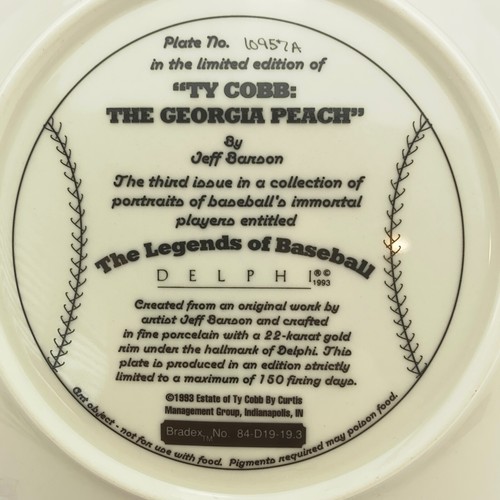 Plate No. 10957A
in the limited edition of
"TY COBB:
THE GEORGIA PEACH"
By
Jeff Barson
The third issue in a collection of
portraits of baseball's immortal
players entitled
The Legends of Baseball
DELPHI®©
1993
Created from an original work by
artist Jeff Barson and crafted
in fine porcelain with a 22-karat gold
rim under the hallmark of Delphi. This
plate is produced in an edition strictly
limited to a maximum of 150 firing days.
©1993 Estate of Ty Cobb By Curtis
Management Group, Indianapolis, IN
Bradex™No. 84-D19-19.3
Art object - not for use with food. Pigments required may poison food.